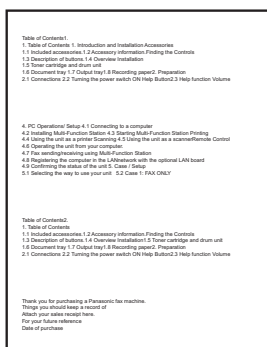 Table of Contents1.
1. Table of Contents 1. Introduction and Installation Accessories
1.1 Included accessories.1.2 Accessory information.Finding the Controls
1.3 Description of buttons.1.4 Overview Installation
1.5 Toner cartridge and drum unit
1.6 Document tray 1.7 Output tray1.8 Recording paper2. Preparation
2.1 Connections 2.2 Turning the power switch ON Help Button2.3 Help function Volume
4. PC Operations/ Setup 4.1 Connecting to a computer
4.2 Installing Multi-Function Station 4.3 Starting Multi-Function Station Printing
4.4 Using the unit as a printer Scanning 4.5 Using the unit as a scannerRemote Control
4.6 Operating the unit from your computer.
4.7 Fax sending/receiving using Multi-Function Station
4.8 Registering the computer in the LANnetwork with the optional LAN board
4.9 Confirming the status of the unit 5. Case / Setup
5.1 Selecting the way to use your unit 5.2 Case 1: FAX ONLY
Table of Contents2.
1. Table of Contents
1.1 Included accessories.1.2 Accessory information.Finding the Controls
1.3 Description of buttons.1.4 Overview Installation1.5 Toner cartridge and drum unit
1.6 Document tray 1.7 Output tray1.8 Recording paper2. Preparation
2.1 Connections 2.2 Turning the power switch ON Help Button2.3 Help function Volume
Thank you for purchasing a Panasonic fax machine.
Things you should keep a record of
Attach your sales receipt here.
For your future reference
Date of purchase